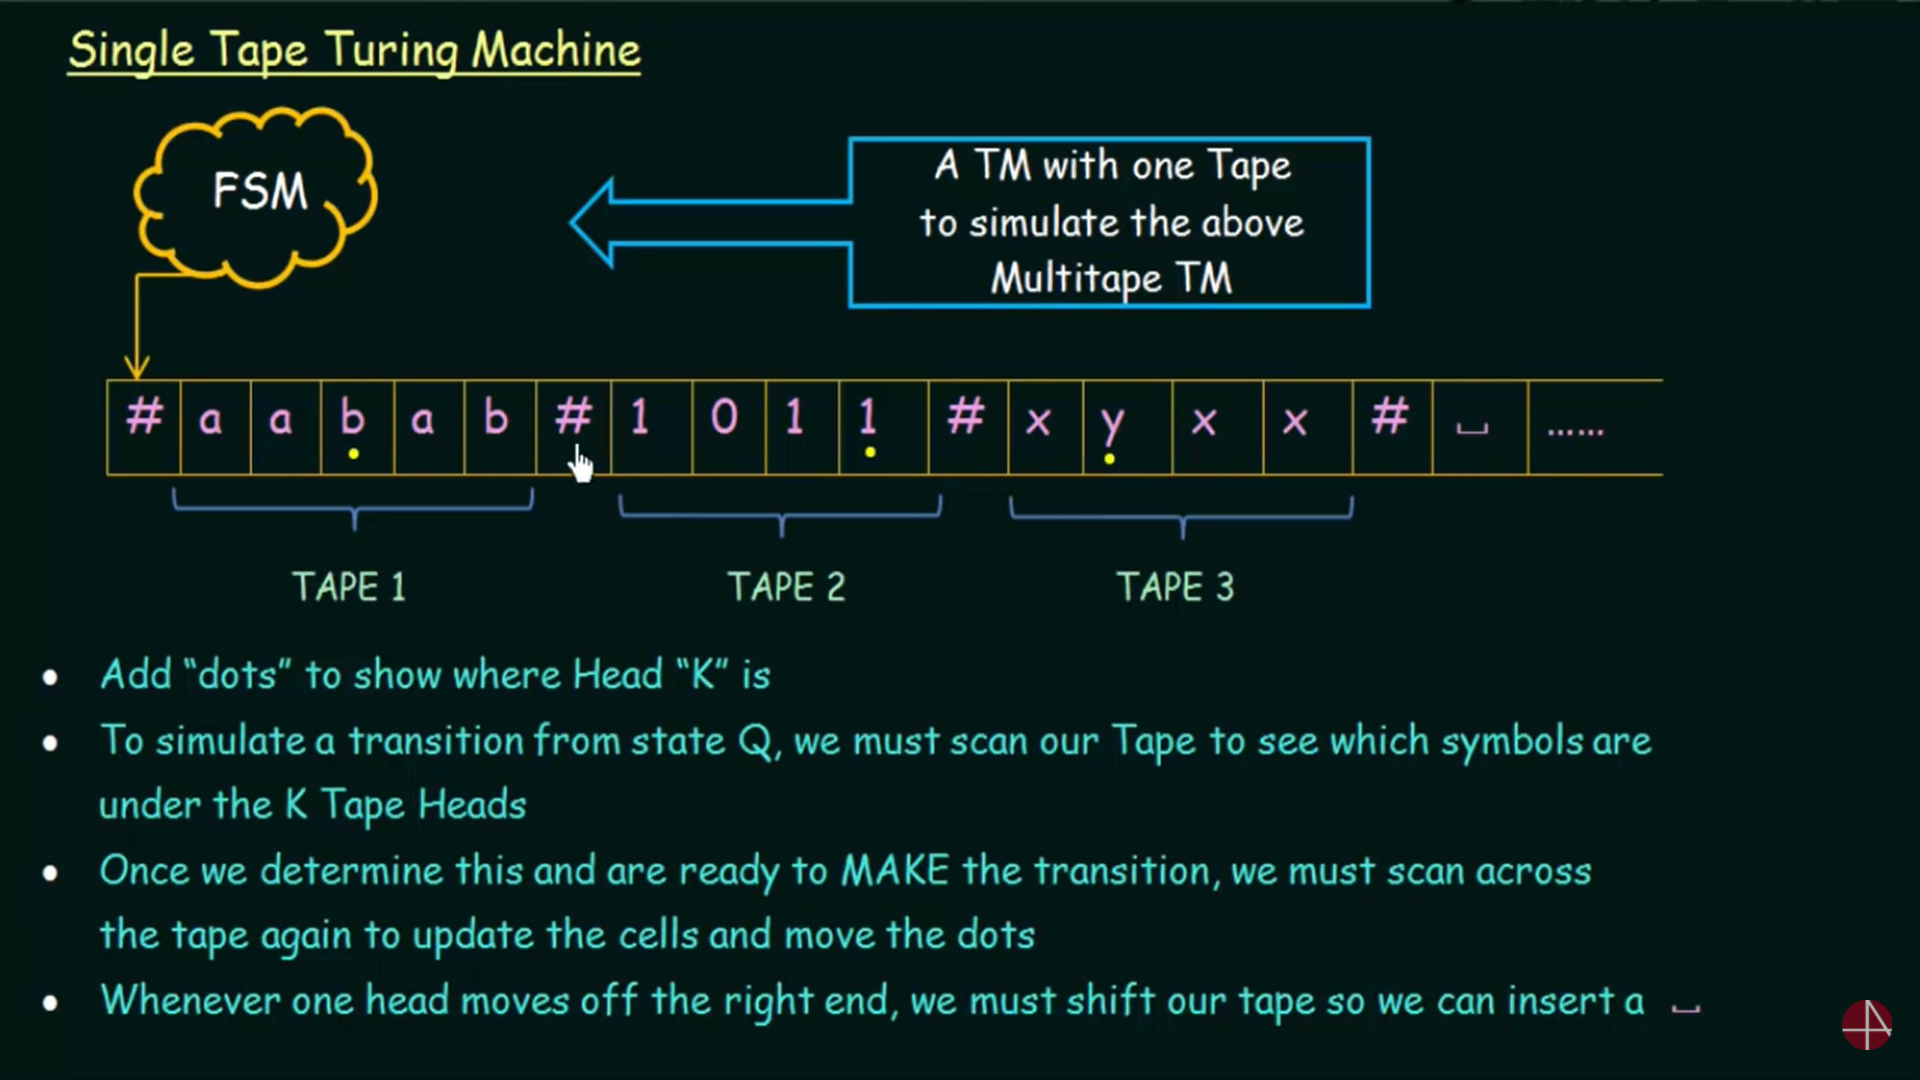 Single Tape Turing Machine
FSM
A TM with one Tape
to simulate the above
Multitape TM
# a a b a b # 1 0 1 1 # x y x x # ⎵ ......
TAPE 1 TAPE 2 TAPE 3
• Add “dots” to show where Head “K” is
• To simulate a transition from state Q, we must scan our Tape to see which symbols are
under the K Tape Heads
• Once we determine this and are ready to MAKE the transition, we must scan across
the tape again to update the cells and move the dots
• Whenever one head moves off the right end, we must shift our tape so we can insert a ⎵